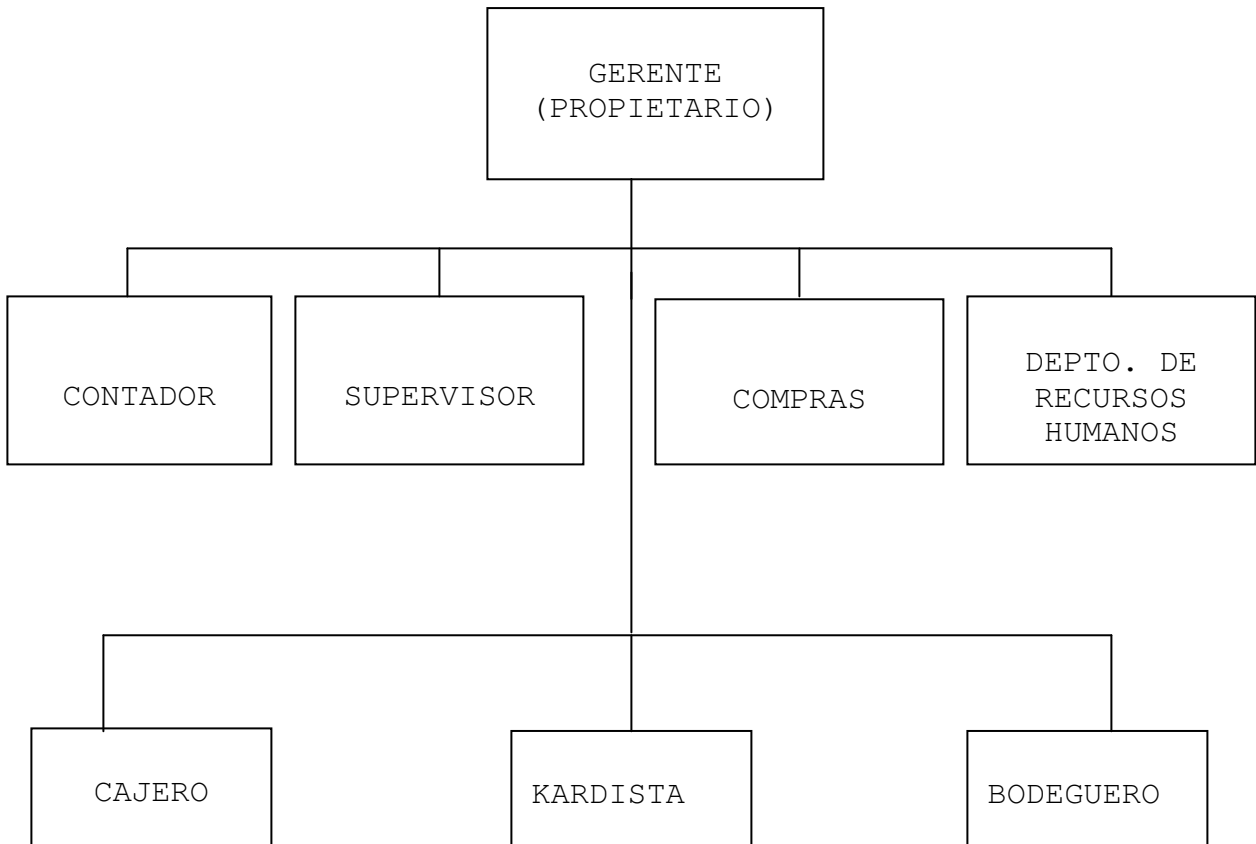 GERENTE
(PROPIETARIO)
CONTADOR
SUPERVISOR
COMPRAS
DEPTO. DE
RECURSOS
HUMANOS
CAJERO
KARDISTA
BODEGUERO